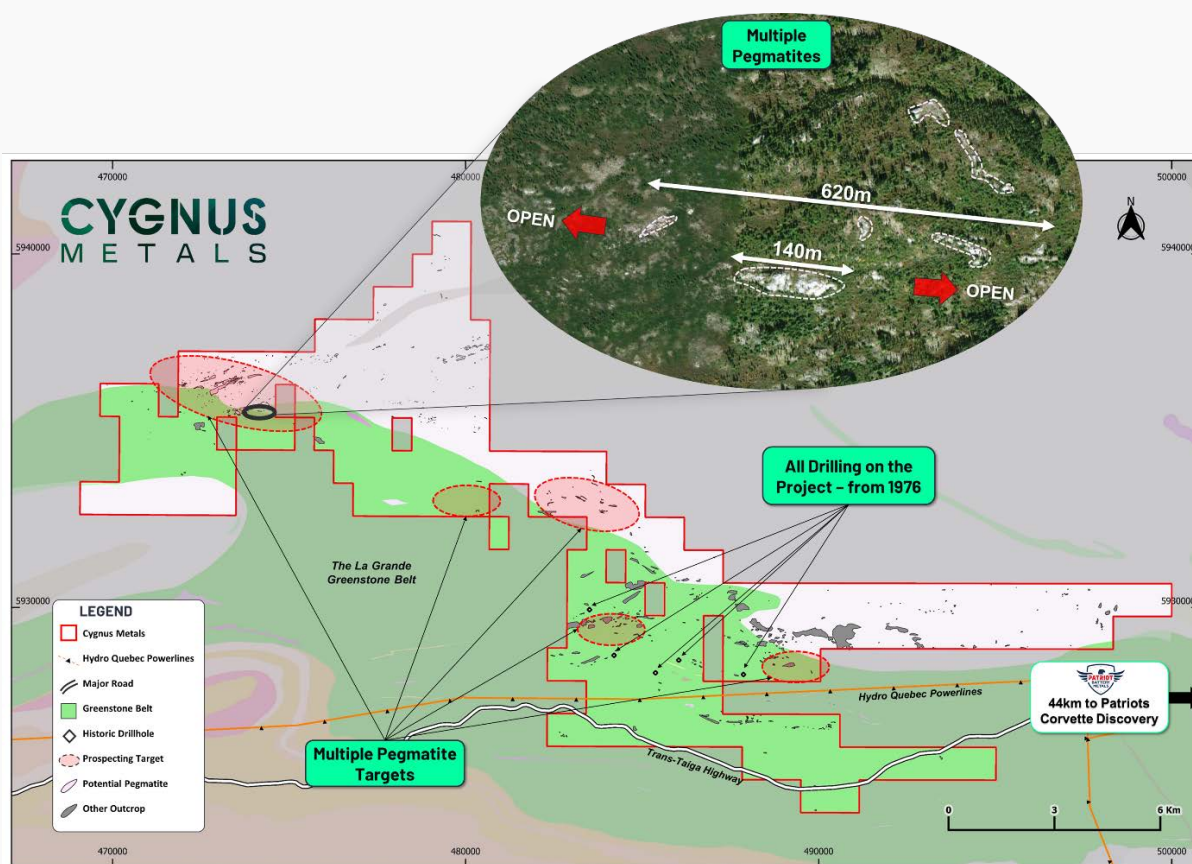 Multiple
Pegmatites
620m
OPEN
140m
OPEN
470000
480000
500000
CYGNUS
METALS
N
5940000
5940000
All Drilling on the
Project – from 1976
The La Grande
Greenstone Belt
5930000
5930000
LEGEND
Cygnus Metals
Hydro Quebec Powerlines
Major Road
Greenstone Belt
Historic Drillhole
Prospecting Target
Potential Pegmatite
Other Outcrop
PATRIOT
BATTERY METALS
44km to Patriots
Corvette Discovery
Hydro Quebec Powerlines
Multiple Pegmatite
Targets
Trans-Taiga Highway
0 3 6 Km
470000
480000
490000
500000